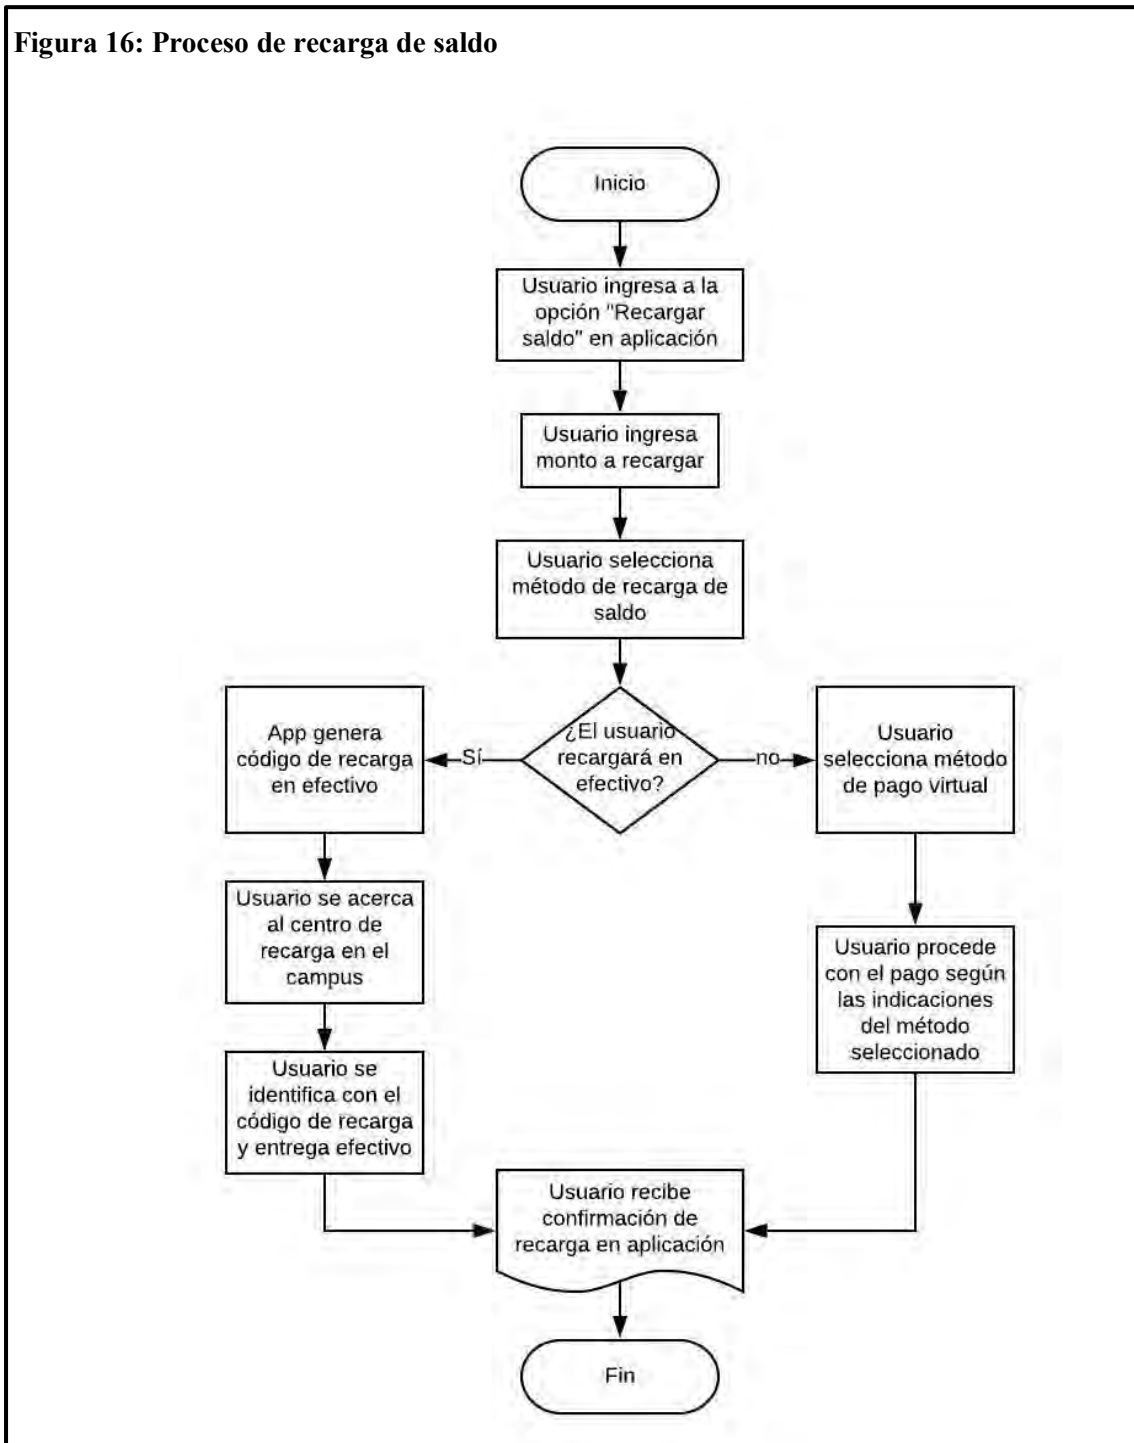 Figura 16: Proceso de recarga de saldo
Inicio
Usuario ingresa a la
opción "Recargar
saldo" en aplicación
Usuario ingresa
monto a recargar
Usuario selecciona
método de recarga de
saldo
¿El usuario
recargará en
efectivo?
Sí
no
App genera
código de recarga
en efectivo
Usuario se acerca
al centro de
recarga en el
campus
Usuario se
identifica con el
código de recarga
y entrega efectivo
Usuario
selecciona método
de pago virtual
Usuario procede
con el pago según
las indicaciones
del método
seleccionado
Usuario recibe
confirmación de
recarga en aplicación
Fin